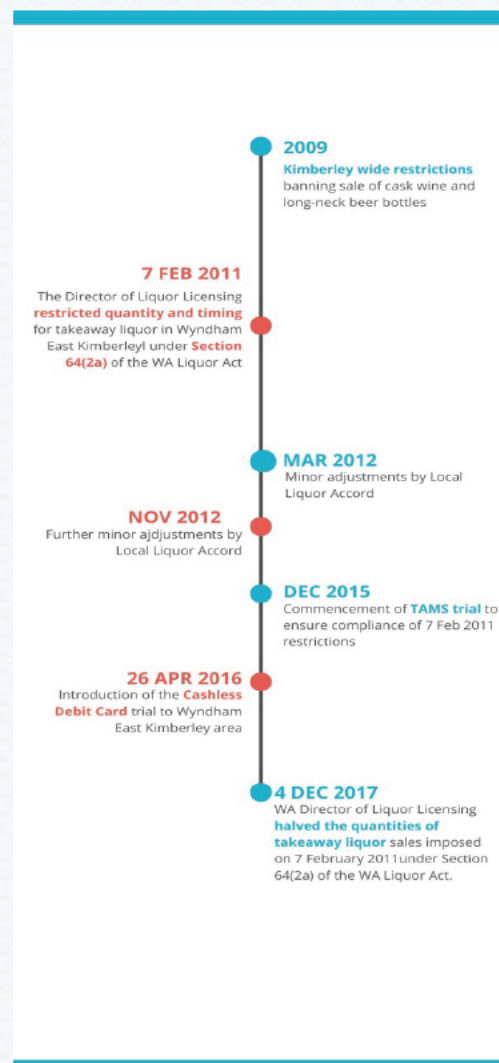 2009
Kimberley wide restrictions
banning sale of cask wine and
long-neck beer bottles
7 FEB 2011
The Director of Liquor Licensing
restricted quantity and timing
for takeaway liquor in Wyndham
East Kimberleyl under Section
64(2a) of the WA Liquor Act
MAR 2012
Minor adjustments by Local
Liquor Accord
NOV 2012
Further minor ajdjustments by
Local Liquor Accord
DEC 2015
Commencement of TAMS trial to
ensure compliance of 7 Feb 2011
restrictions
26 APR 2016
Introduction of the Cashless
Debit Card trial to Wyndham
East Kimberley area
4 DEC 2017
WA Director of Liquor Licensing
halved the quantities of
takeaway liquor sales imposed
on 7 February 2011under Section
64(2a) of the WA Liquor Act.